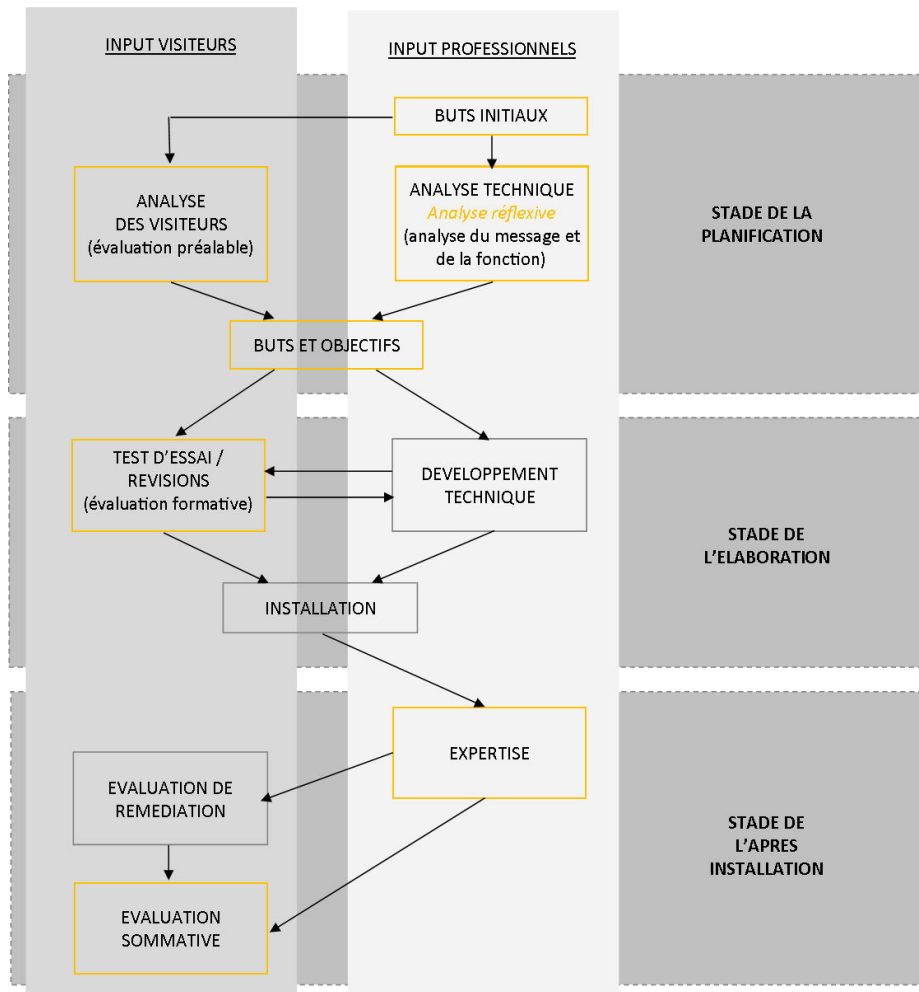 INPUT VISITEURS
INPUT PROFESSIONNELS
BUTS INITIAUX
ANALYSE
DES VISITEURS
(évaluation préalable)
ANALYSE TECHNIQUE
Analyse réflexive
(analyse du message et
de la fonction)
STADE DE LA
PLANIFICATION
BUTS ET OBJECTIFS
TEST D'ESSAI /
REVISIONS
(évaluation formative)
DEVELOPPEMENT
TECHNIQUE
STADE DE
L'ELABORATION
INSTALLATION
EXPERTISE
EVALUATION DE
REMEDIATION
STADE DE
L'APRES
INSTALLATION
EVALUATION
SOMMATIVE